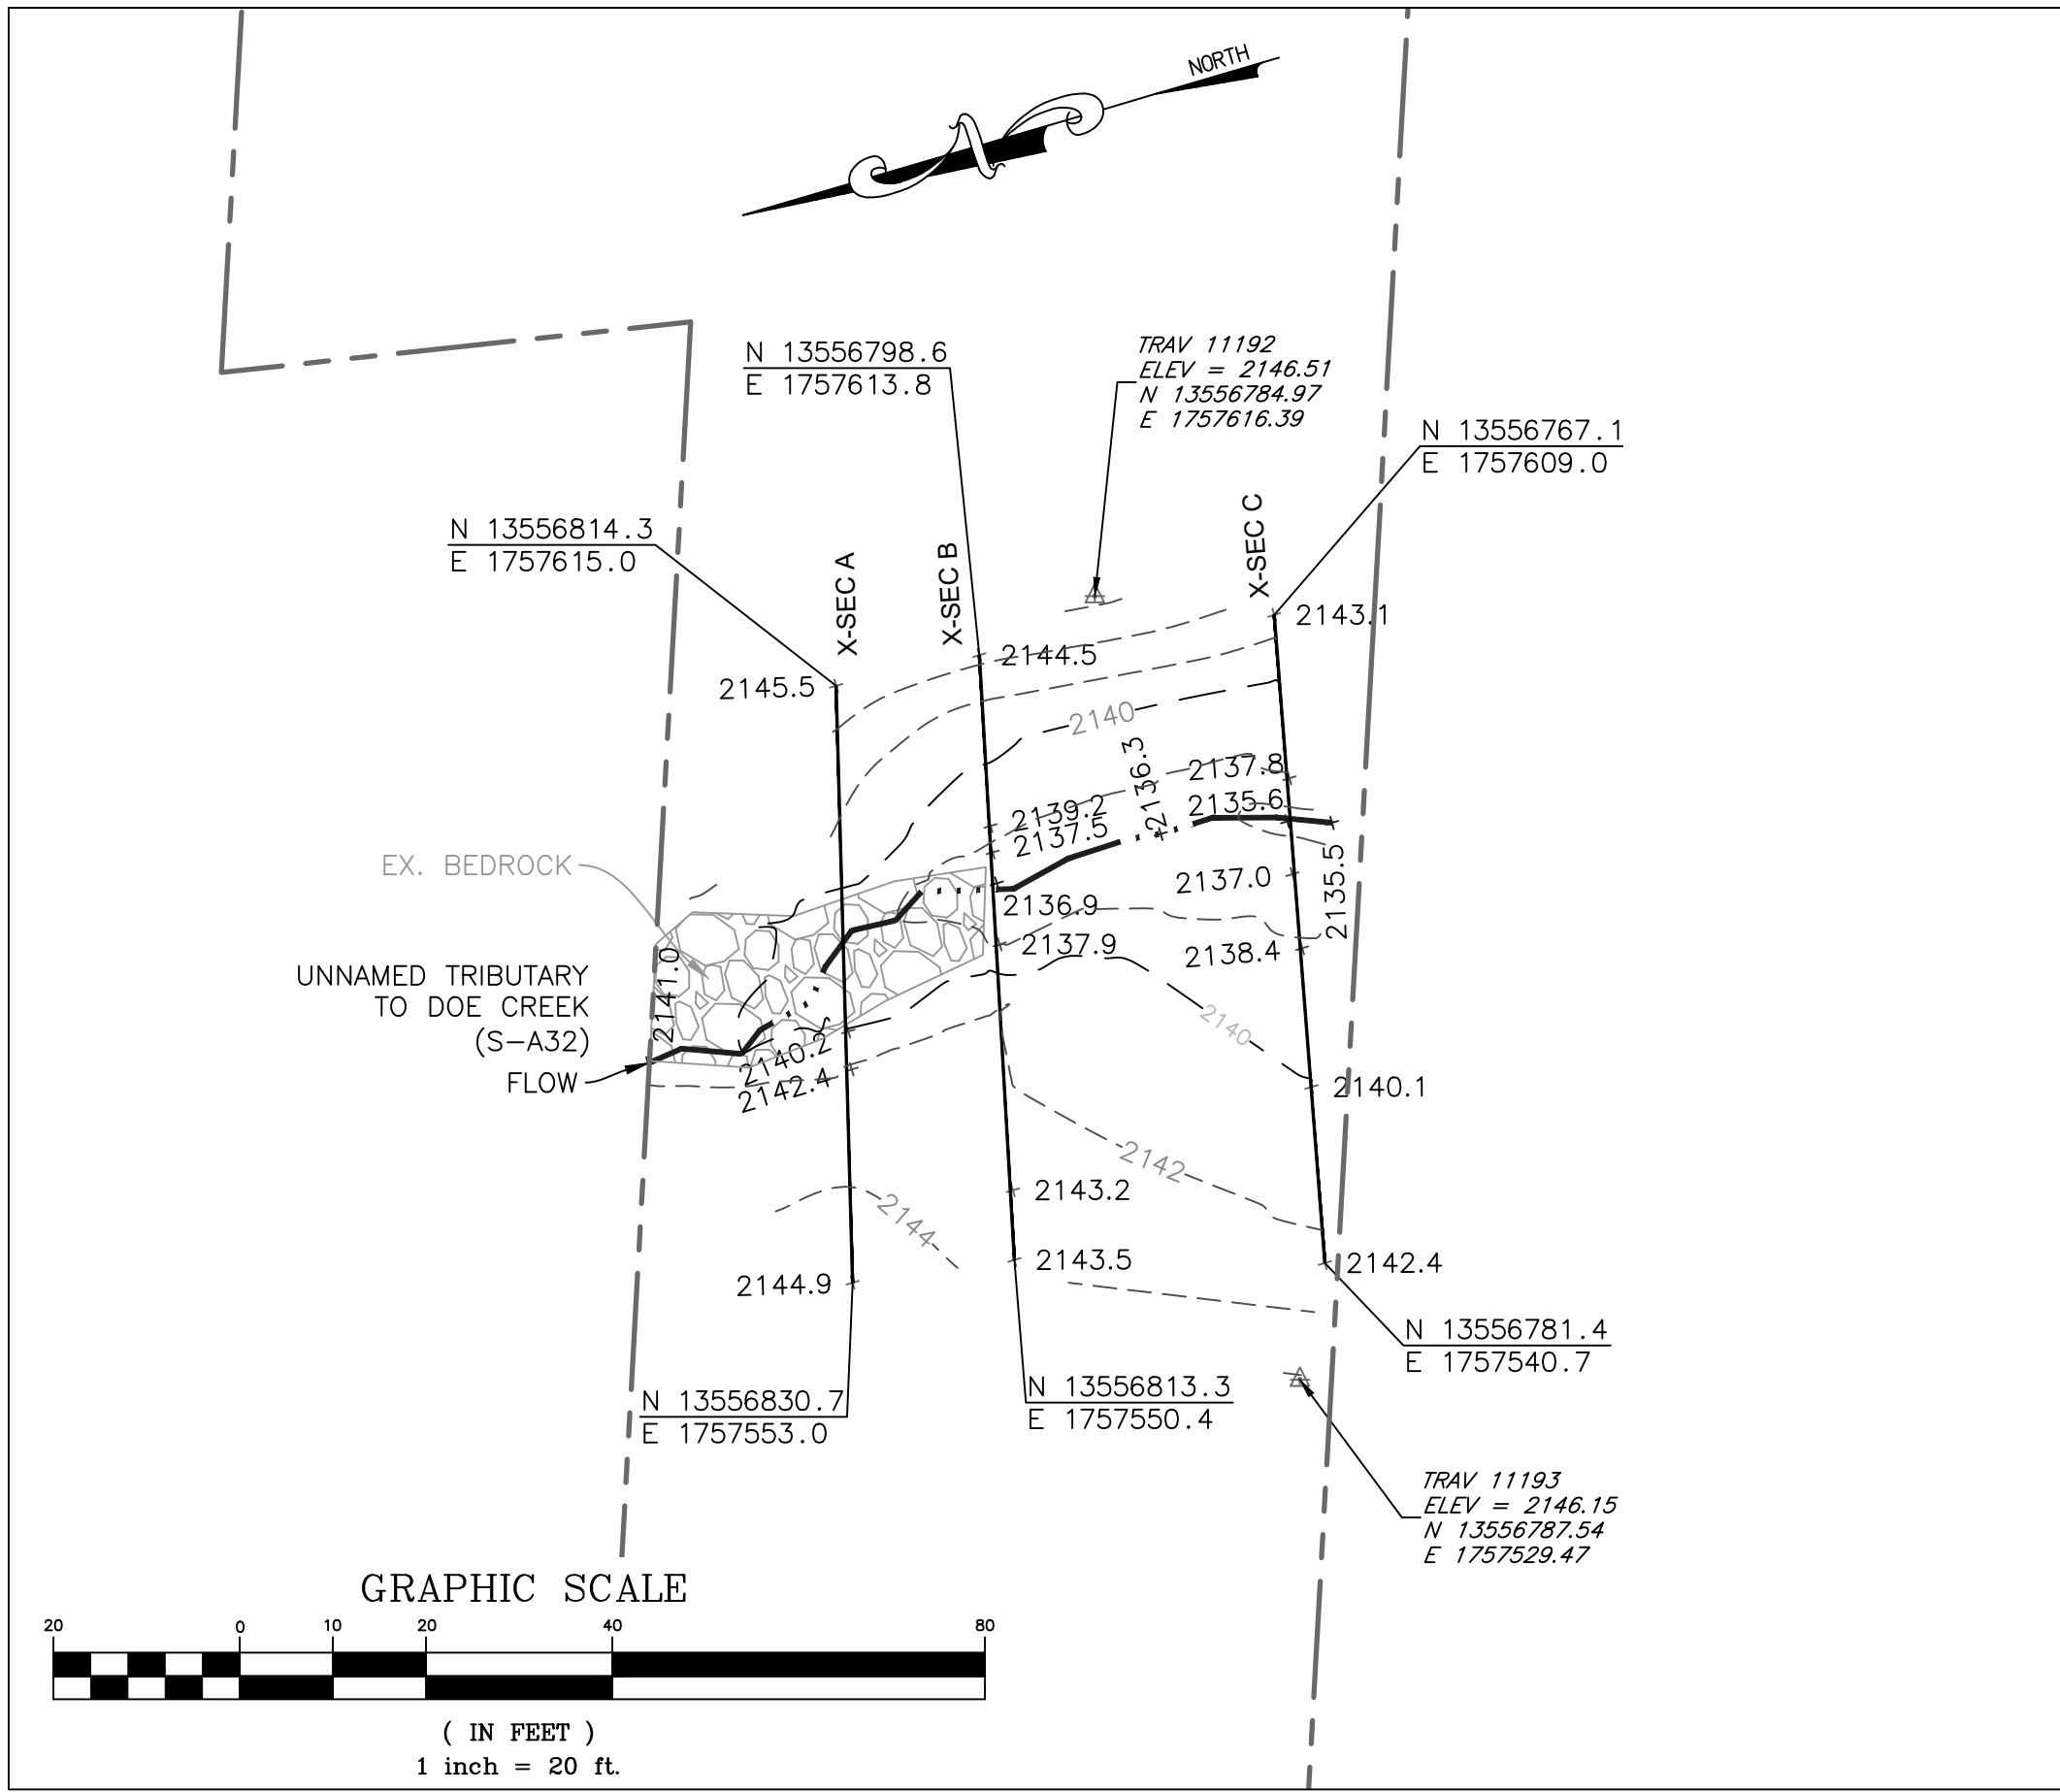 NORTH
N 13556798.6
E 1757613.8
TRAV 11192
ELEV = 2146.51
N 13556784.97
E 1757616.39
N 13556767.1
E 1757609.0
N 13556814.3
E 1757615.0
X-SEC A
X-SEC B
X-SEC C
2143.1
2144.5
2145.5
2140
2136.3
2137.8
2135.6
2139.2
2137.5
EX. BEDROCK
2137.0
2135.5
2136.9
2137.9
2138.4
UNNAMED TRIBUTARY
TO DOE CREEK
(S-A32)
FLOW
2141.0
2140.2
2142.4
2140
2140.1
2142
2143.2
2144
2143.5
2144.9
2142.4
N 13556781.4
E 1757540.7
N 13556830.7
E 1757553.0
N 13556813.3
E 1757550.4
TRAV 11193
ELEV = 2146.15
N 13556787.54
E 1757529.47
GRAPHIC SCALE
20 0 10 20 40 80
( IN FEET )
1 inch = 20 ft.